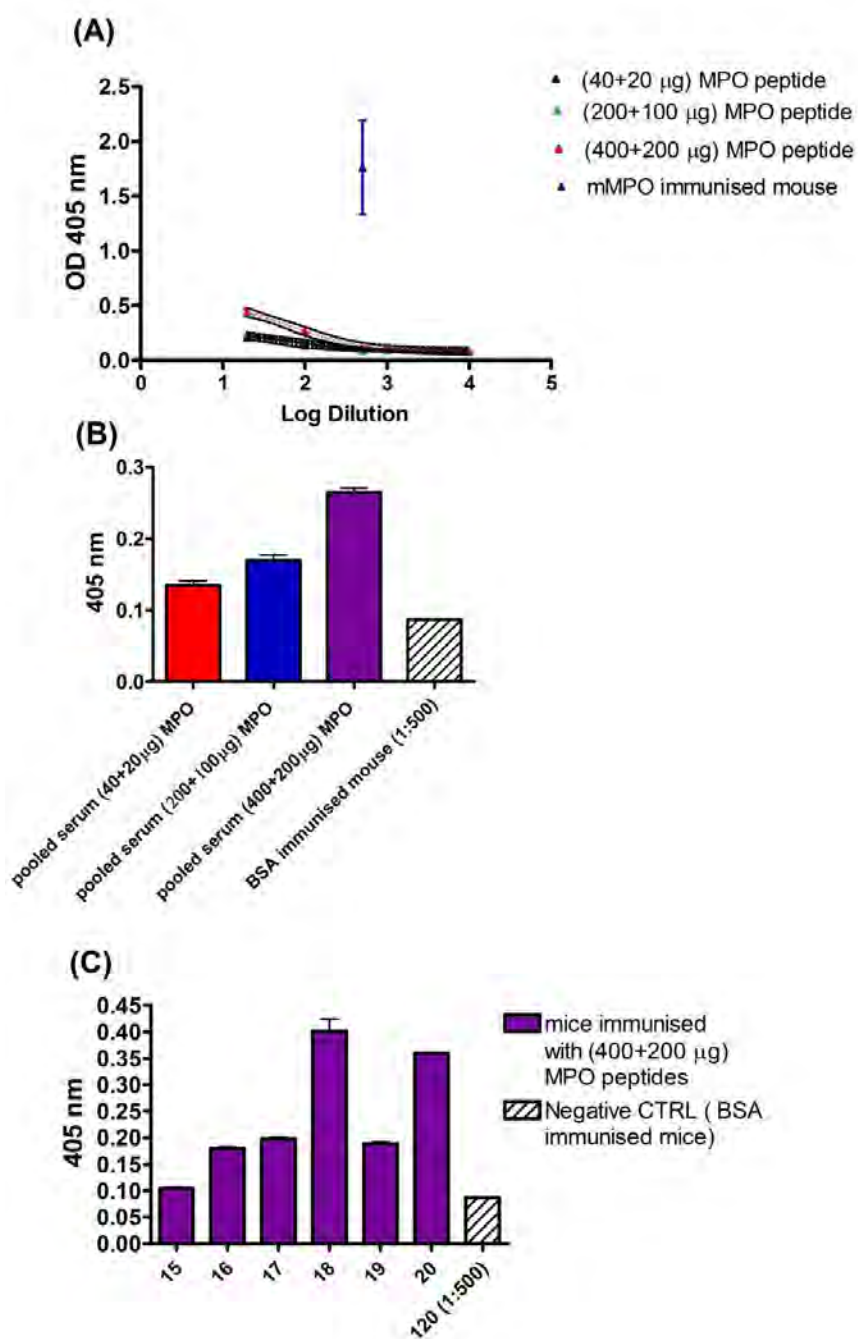 (A)
OD 405 nm
2.5
2.0
1.5
1.0
0.5
0.0
0 1 2 3 4 5
Log Dilution
(40+20 µg) MPO peptide
(200+100 µg) MPO peptide
(400+200 µg) MPO peptide
mMPO immunised mouse
(B)
405 nm
0.3
0.2
0.1
0.0
pooled serum (40+20µg) MPO
pooled serum (200+100µg) MPO
pooled serum (400+200µg) MPO
BSA immunised mouse (1:500)
(C)
405 nm
0.45
0.40
0.35
0.30
0.25
0.20
0.15
0.10
0.05
0.00
15 16 17 18 19 20 120 (1:500)
mice immunised
with (400+200 µg)
MPO peptides
Negative CTRL ( BSA
immunised mice)